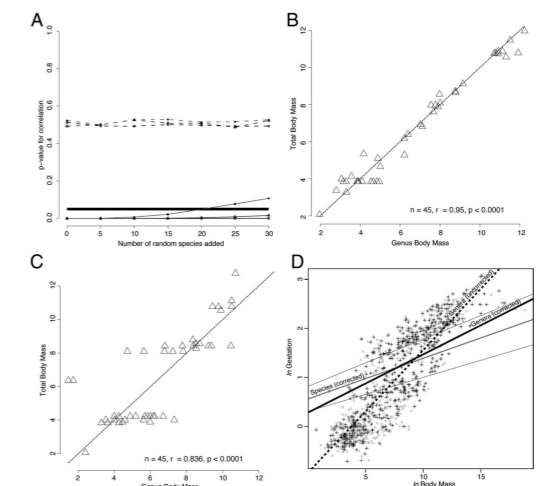 A
p-value for correlation
1.0
0.8
0.6
0.4
0.2
0.0
0 5 10 15 20 25 30
Number of random species added
B
Total Body Mass
12
10
8
6
4
2
2 4 6 8 10 12
Genus Body Mass
n = 45, r = 0.95, p < 0.0001
C
Total Body Mass
12
10
8
6
4
2
2 4 6 8 10 12
Genus Body Mass
n = 45, r = 0.836, p < 0.0001
D
ln Gestation
3
2
1
0
5 10 15
ln Body Mass
Species (corrected)
Genera (corrected)